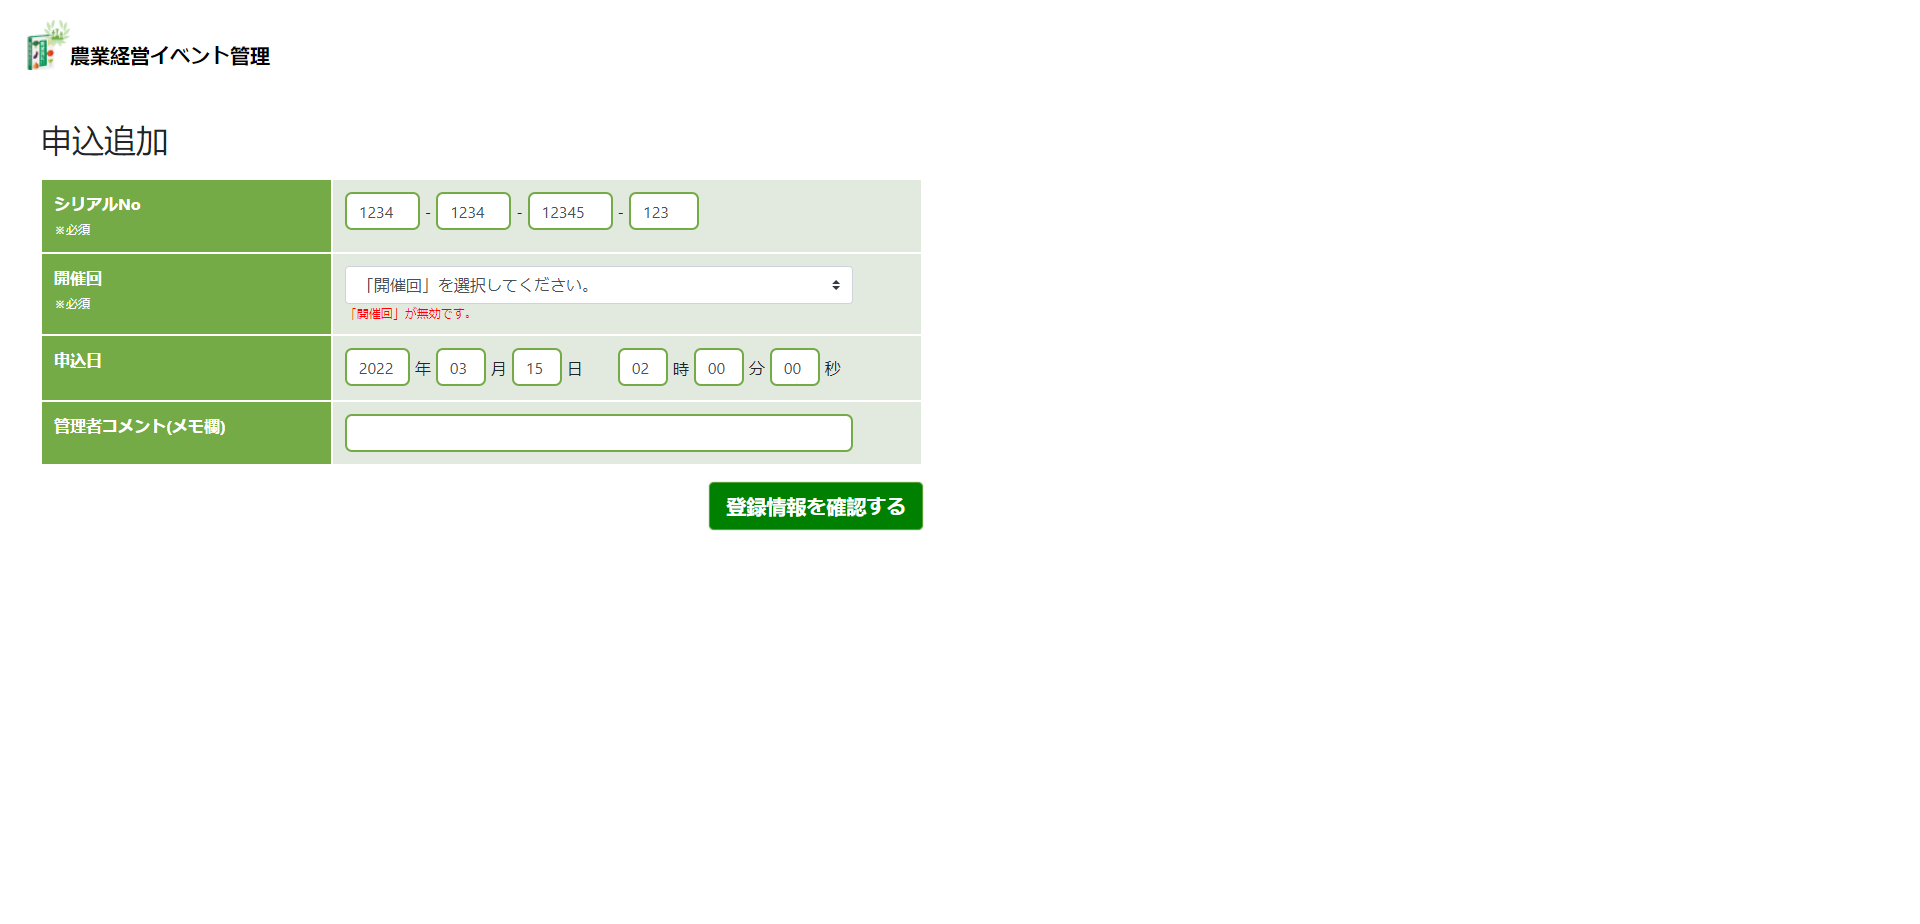 農業経営イベント管理
申込追加
シリアルNo
※必須
1234 - 1234 - 12345 - 123
開催回
※必須
「開催回」を選択してください。
「開催回」が無効です。
申込日
2022 年 03 月 15 日 02 時 00 分 00 秒
管理者コメント(メモ欄)
登録情報を確認する